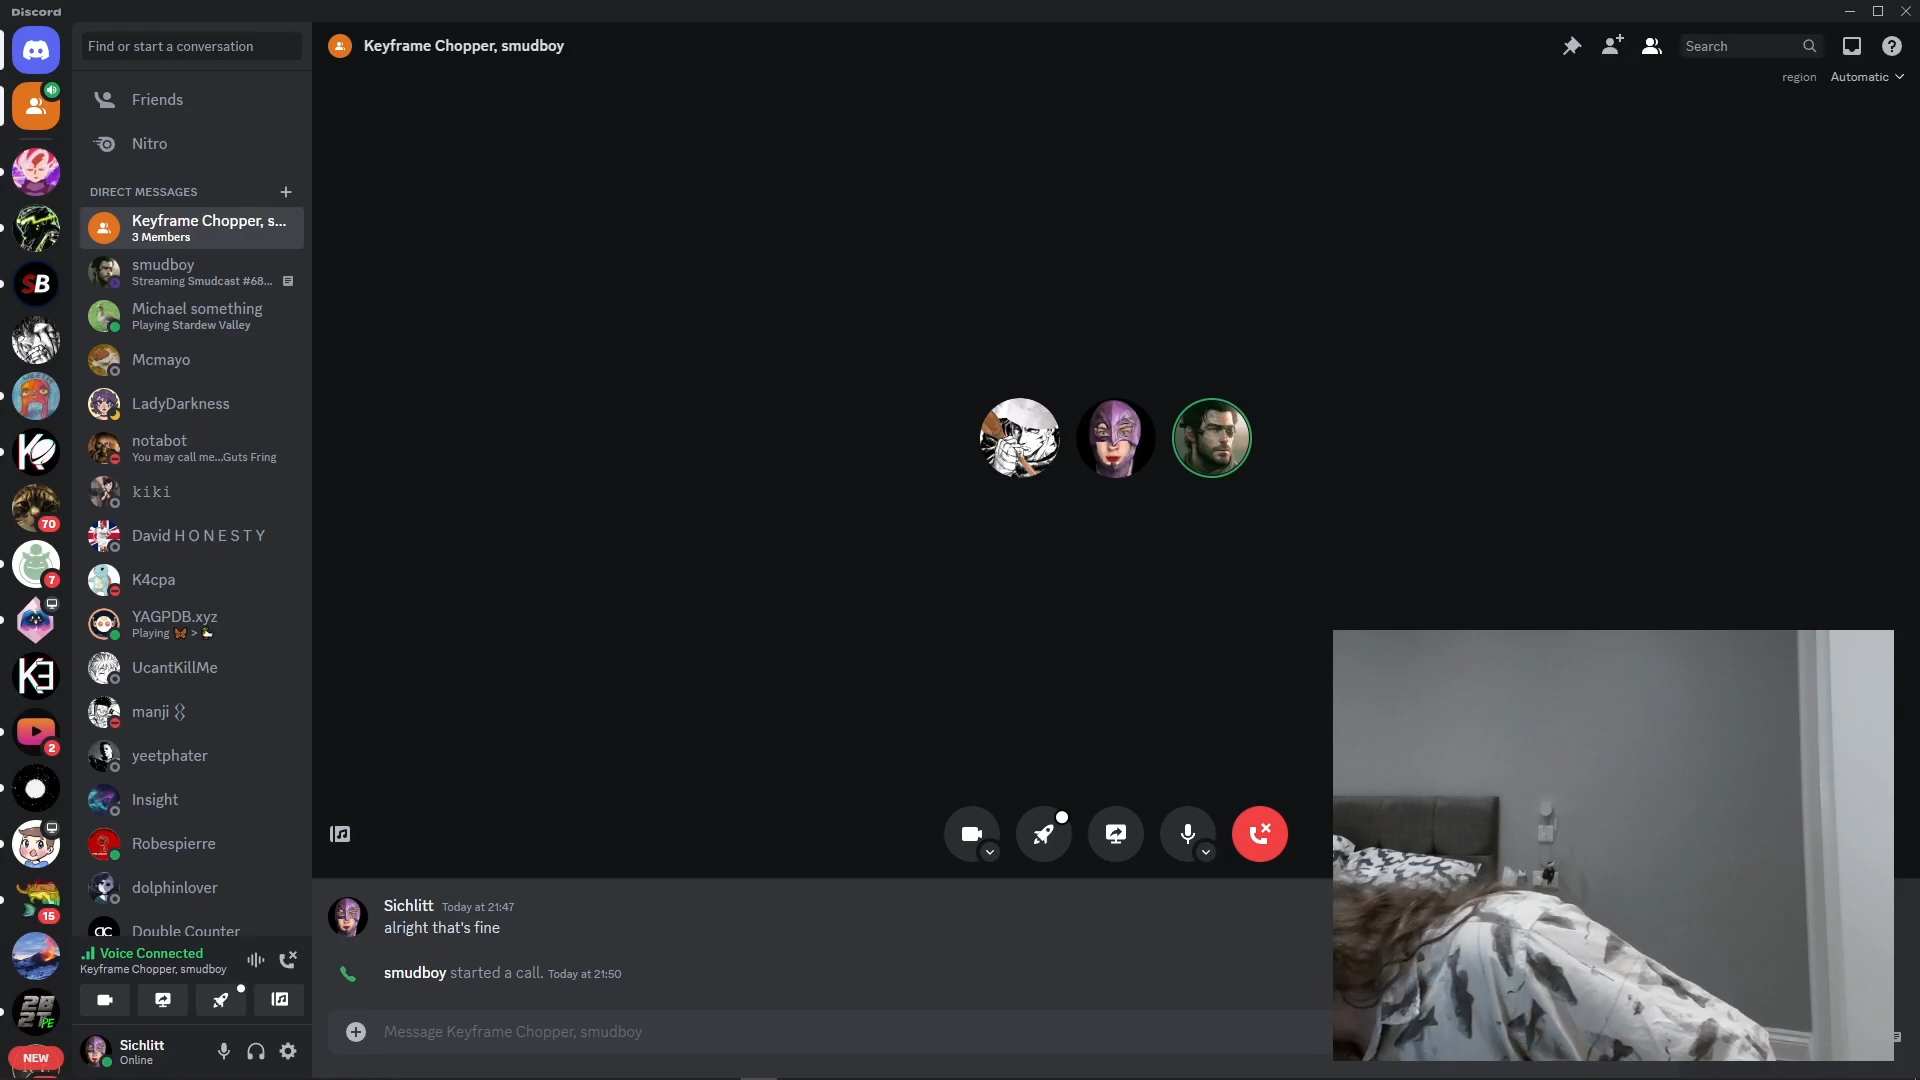 Discord
Find or start a conversation
Keyframe Chopper, smudboy
Search
region Automatic
Friends
Nitro
DIRECT MESSAGES
Keyframe Chopper, s...
3 Members
smudboy
Streaming Smudcast #68...
Michael something
Playing Stardew Valley
Mcmayo
LadyDarkness
notabot
You may call me...Guts Fring
kiki
David H O N E S T Y
K4cpa
YAGPDB.xyz
Playing 🦋 > 🦆
UcantKillMe
manji
yeetphater
Insight
Robespierre
dolphinlover
Double Counter
SB
70
7
K3
2
15
NEW
Voice Connected
Keyframe Chopper, smudboy
Sichlitt
Online
Sichlitt Today at 21:47
alright that's fine
smudboy started a call. Today at 21:50
Message Keyframe Chopper, smudboy